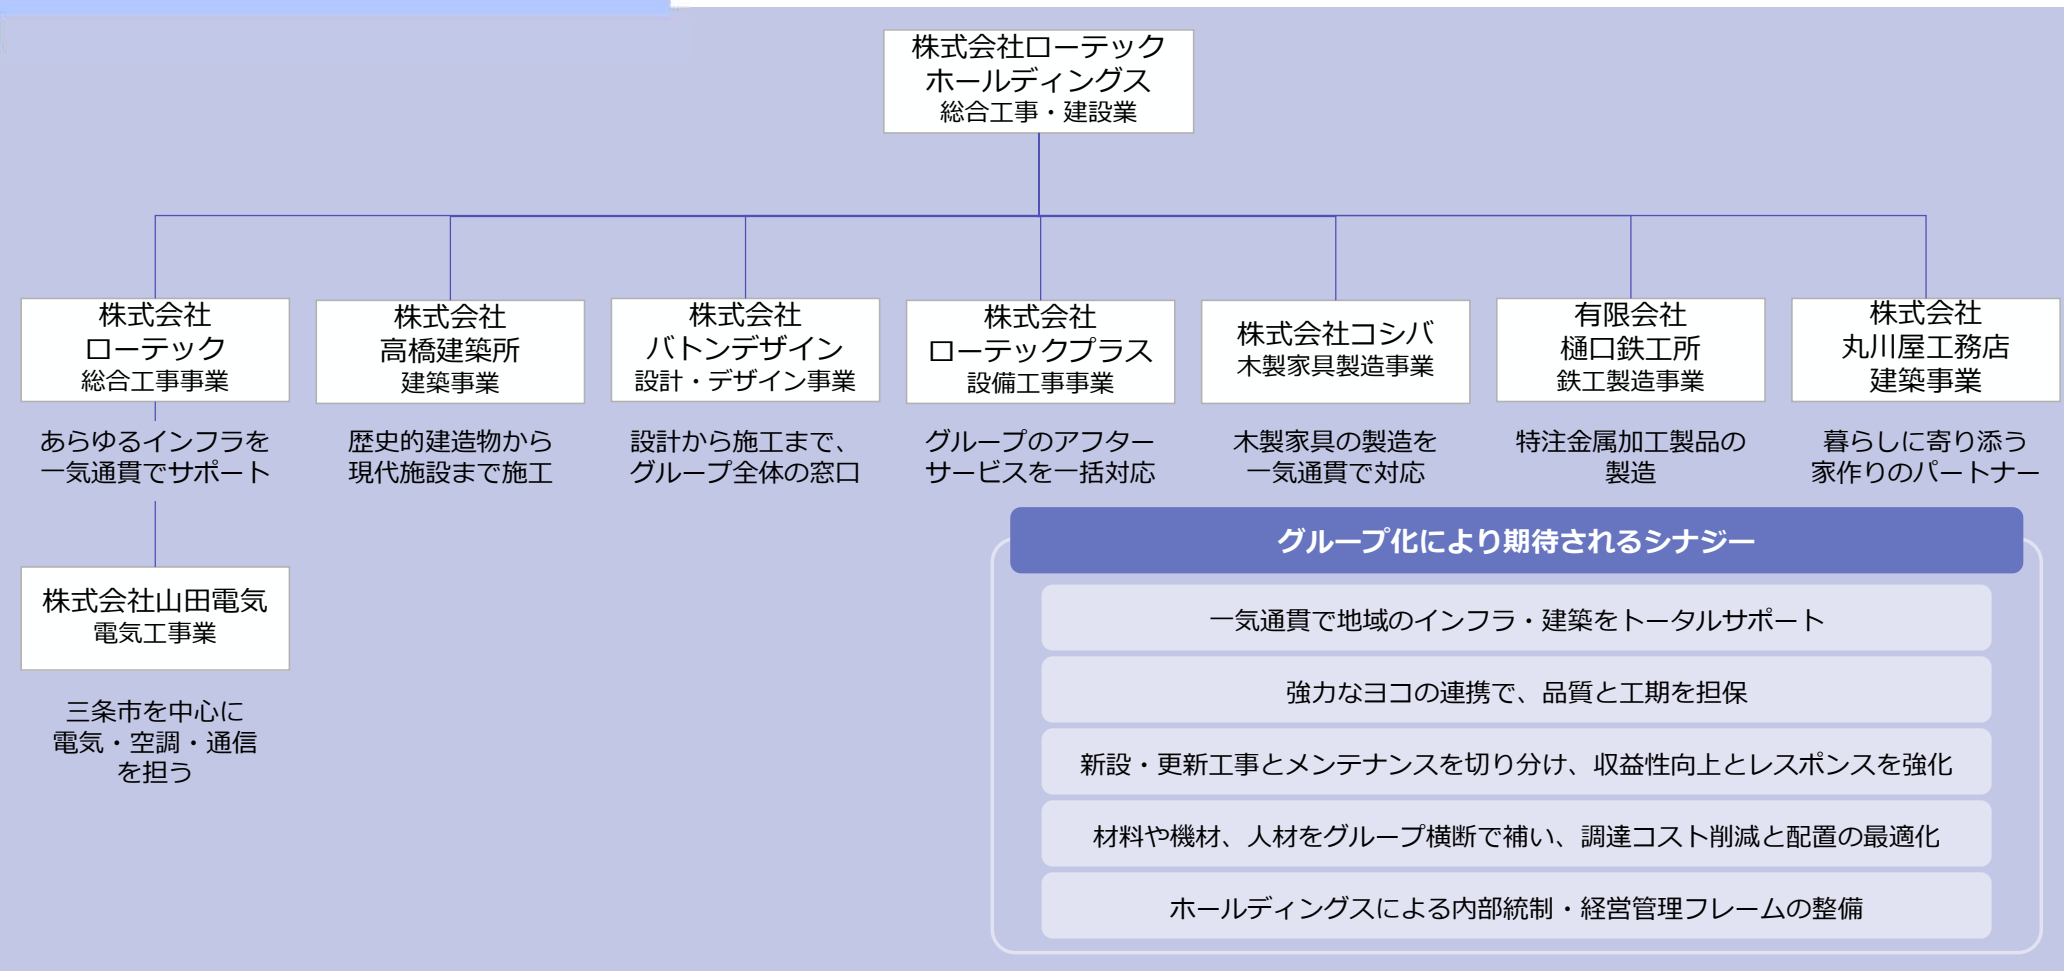 株式会社ローテック
ホールディングス
総合工事・建設業
株式会社
ローテック
総合工事事業
あらゆるインフラを
一気通貫でサポート
株式会社
高橋建築所
建築事業
歴史的建造物から
現代施設まで施工
株式会社
バトンデザイン
設計・デザイン事業
設計から施工まで、
グループ全体の窓口
株式会社
ローテックプラス
設備工事事業
グループのアフター
サービスを一括対応
株式会社コシバ
木製家具製造事業
木製家具の製造を
一気通貫で対応
有限会社
樋口鉄工所
鉄工製造事業
特注金属加工製品の
製造
株式会社
丸川屋工務店
建築事業
暮らしに寄り添う
家作りのパートナー
株式会社山田電気
電気工事業
三条市を中心に
電気・空調・通信
を担う
グループ化により期待されるシナジー
一気通貫で地域のインフラ・建築をトータルサポート
強力なヨコの連携で、品質と工期を担保
新設・更新工事とメンテナンスを切り分け、収益性向上とレスポンスを強化
材料や機材、人材をグループ横断で補い、調達コスト削減と配置の最適化
ホールディングスによる内部統制・経営管理フレームの整備